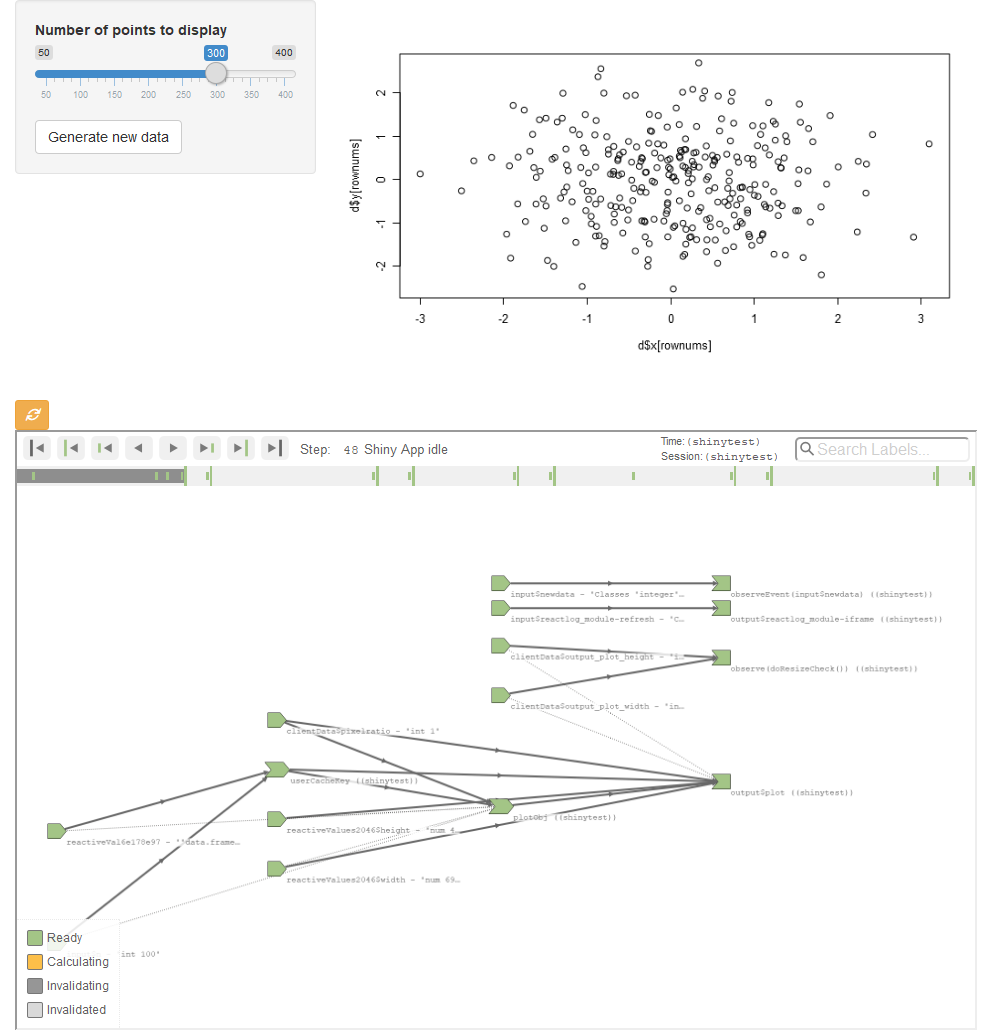 Number of points to display
50 300 400
50 100 150 200 250 300 350 400
Generate new data
2
1
0
-1
-2
d$y[rownums]
-3 -2 -1 0 1 2 3
d$x[rownums]
Step: 48 Shiny App idle
Time: (shinytest)
Session: (shinytest)
Search Labels...
input$newdata - "Classes 'integer'…
observeEvent(input$newdata) ((shinytest))
input$reactlog_module-refresh - "C…
output$reactlog_module-iframe ((shinytest))
clientData$output_plot_height - "i…
observe(doResizeCheck()) ((shinytest))
clientData$output_plot_width - "in…
clientData$pixelratio - "int 1"
userCacheKey ((shinytest))
output$plot ((shinytest))
plotObj ((shinytest))
reactiveValues2046$height - "num 4…
reactiveVal6e178e97 - "'data.frame…
reactiveValues2046$width - "num 69…
int 100"
Ready
Calculating
Invalidating
Invalidated